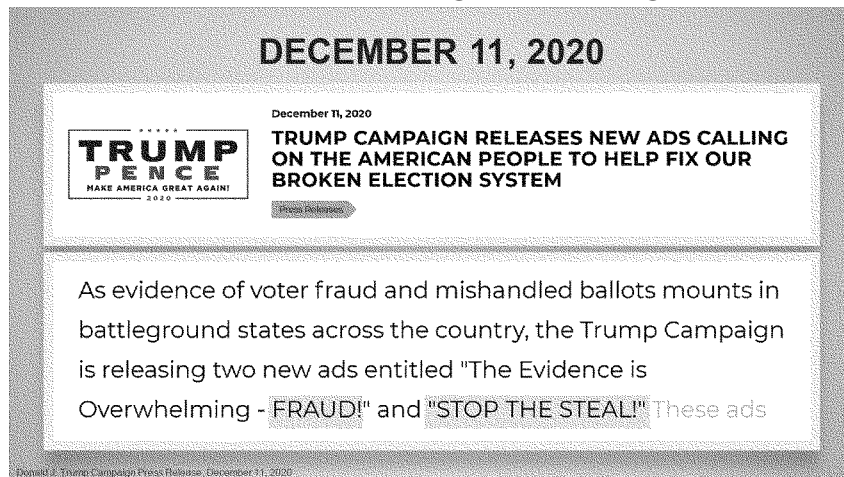 DECEMBER 11, 2020
December 11, 2020
TRUMP CAMPAIGN RELEASES NEW ADS CALLING
ON THE AMERICAN PEOPLE TO HELP FIX OUR
BROKEN ELECTION SYSTEM
Press Releases
TRUMP
PENCE
MAKE AMERICA GREAT AGAIN!
2020
As evidence of voter fraud and mishandled ballots mounts in
battleground states across the country, the Trump Campaign
is releasing two new ads entitled "The Evidence is
Overwhelming - FRAUD!" and "STOP THE STEAL!" These ads
Donald J. Trump Campaign Press Release, December 11, 2020